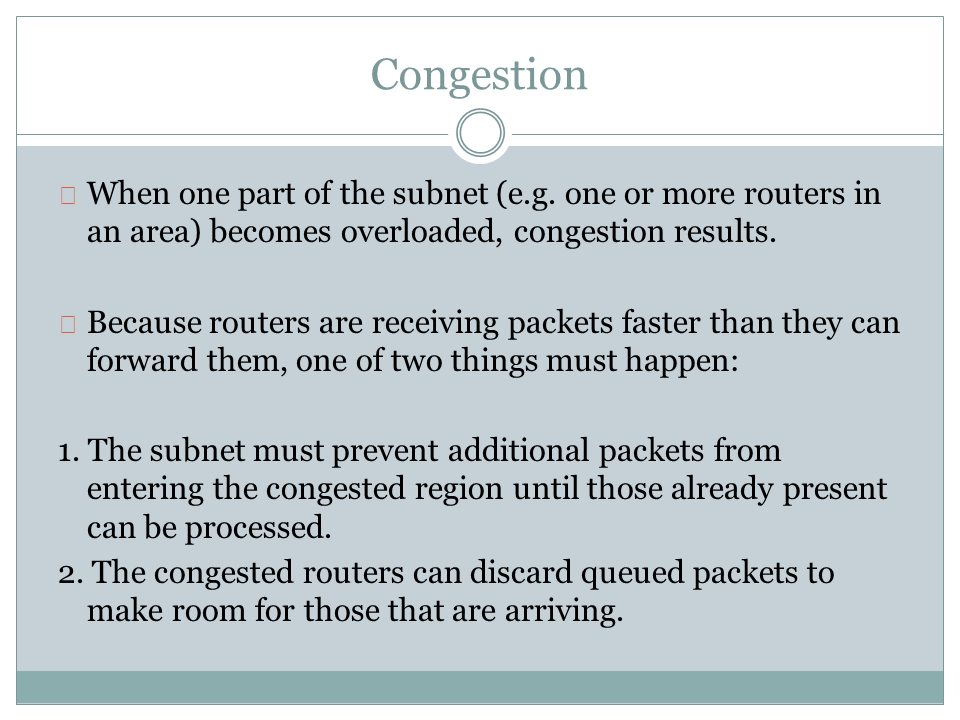 Congestion
When one part of the subnet (e.g. one or more routers in
an area) becomes overloaded, congestion results.
Because routers are receiving packets faster than they can
forward them, one of two things must happen:
1. The subnet must prevent additional packets from
entering the congested region until those already present
can be processed.
2. The congested routers can discard queued packets to
make room for those that are arriving.